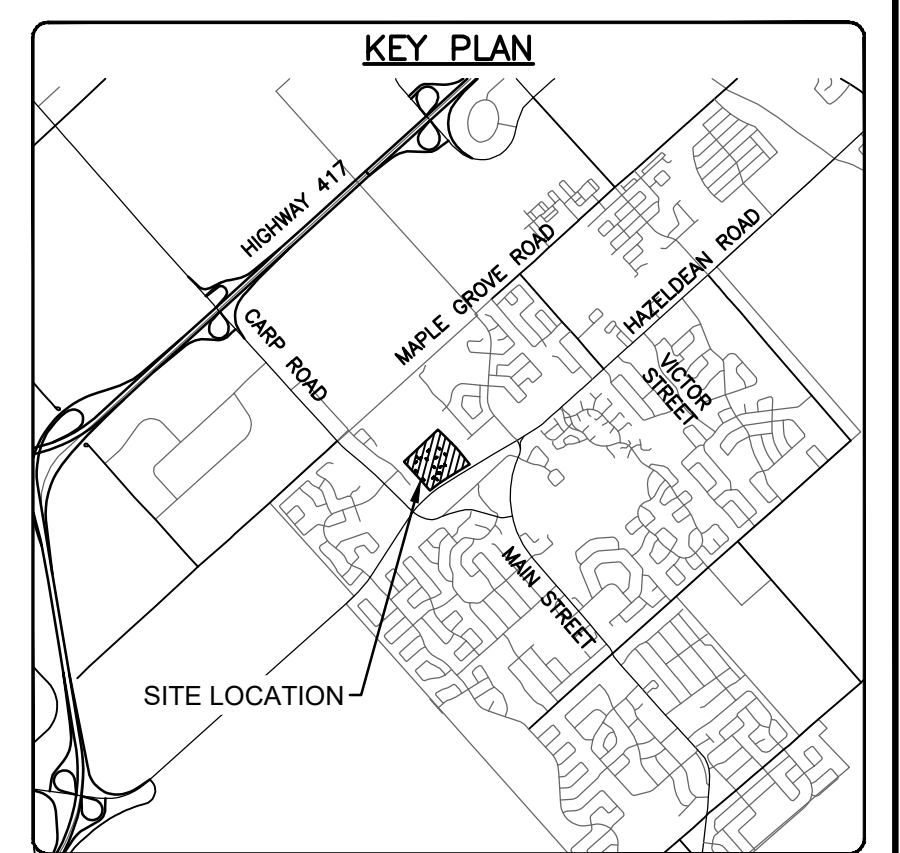 KEY PLAN
HIGHWAY 417
MAPLE GROVE ROAD
HAZELDEAN ROAD
CARP ROAD
VICTOR
STREET
MAIN STREET
SITE LOCATION